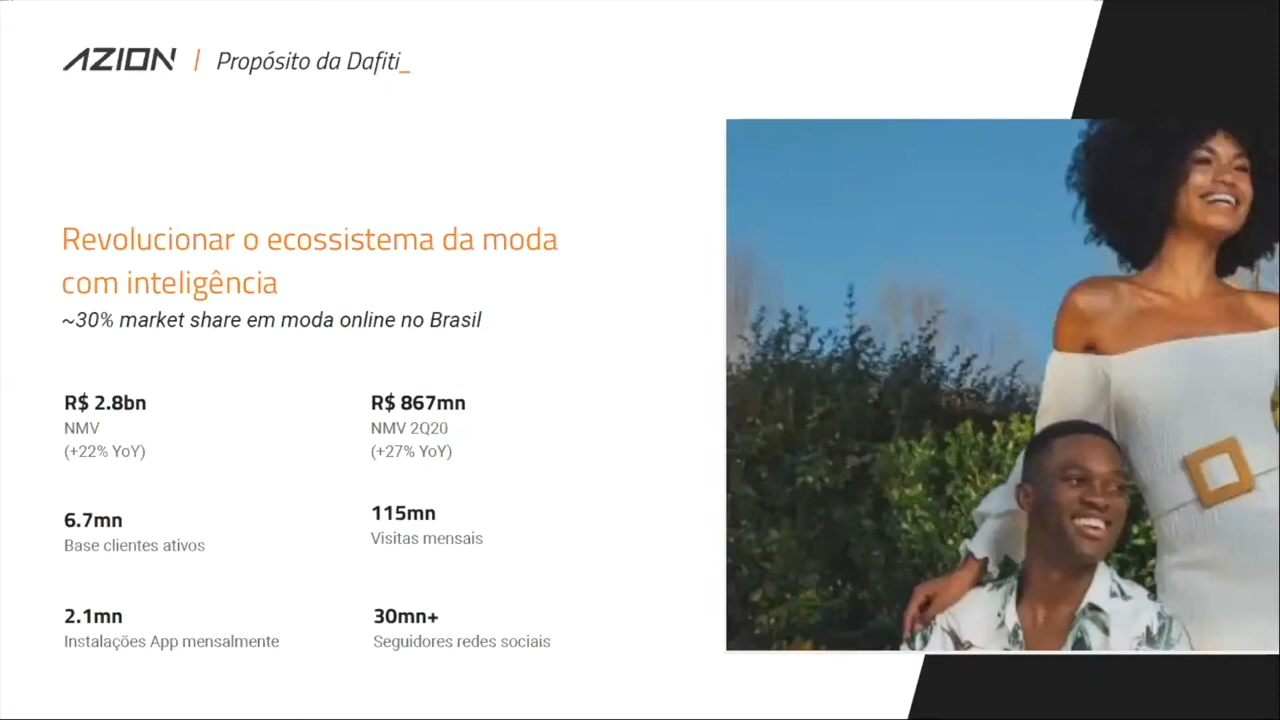 AZION | Propósito da Dafiti_
Revolucionar o ecossistema da moda
com inteligência
~30% market share em moda online no Brasil
R$ 2.8bn
NMV
(+22% YoY)
R$ 867mn
NMV 2Q20
(+27% YoY)
6.7mn
Base clientes ativos
115mn
Visitas mensais
2.1mn
Instalações App mensalmente
30mn+
Seguidores redes sociais